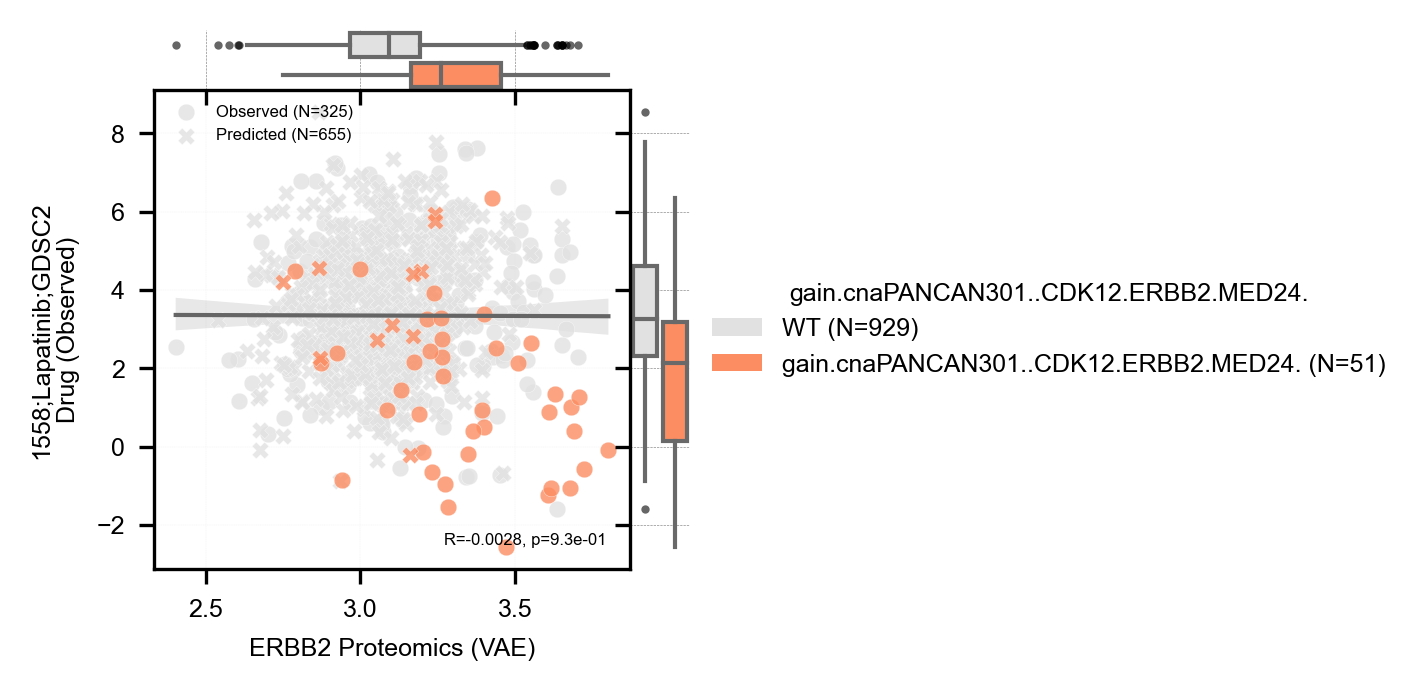 8
6
4
2
0
−2
1558;Lapatinib;GDSC2
Drug (Observed)
Observed (N=325)
Predicted (N=655)
R=-0.0028, p=9.3e-01
2.5
3.0
3.5
ERBB2 Proteomics (VAE)
gain.cnaPANCAN301..CDK12.ERBB2.MED24.
WT (N=929)
gain.cnaPANCAN301..CDK12.ERBB2.MED24. (N=51)